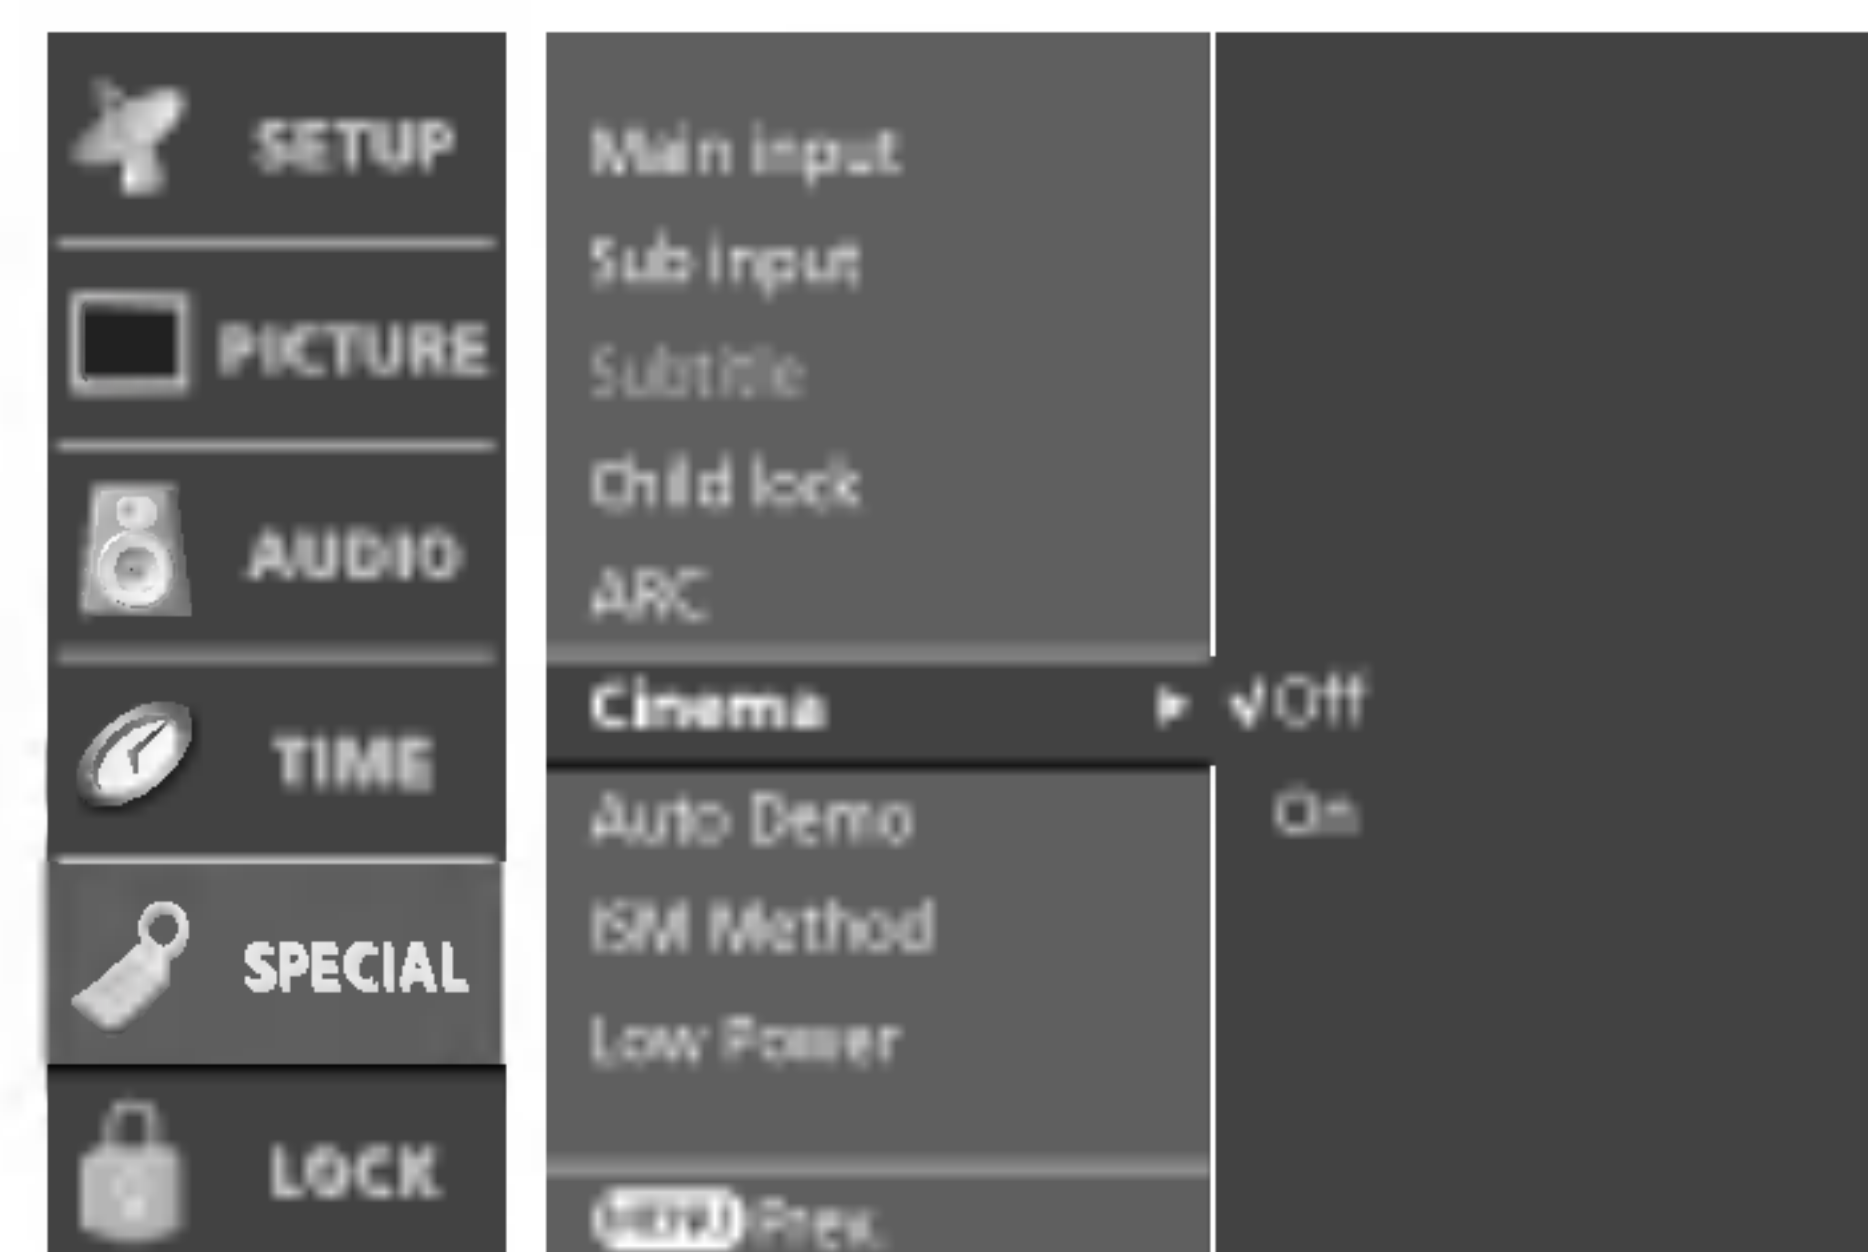 SETUP
PICTURE
AUDIO
TIME
SPECIAL
LOCK
Main input
Sub input
Subtitle
Child lock
ARC
Cinema ▶ ✓Off
On
Auto Demo
ISM Method
Low Power
MENU Prev.